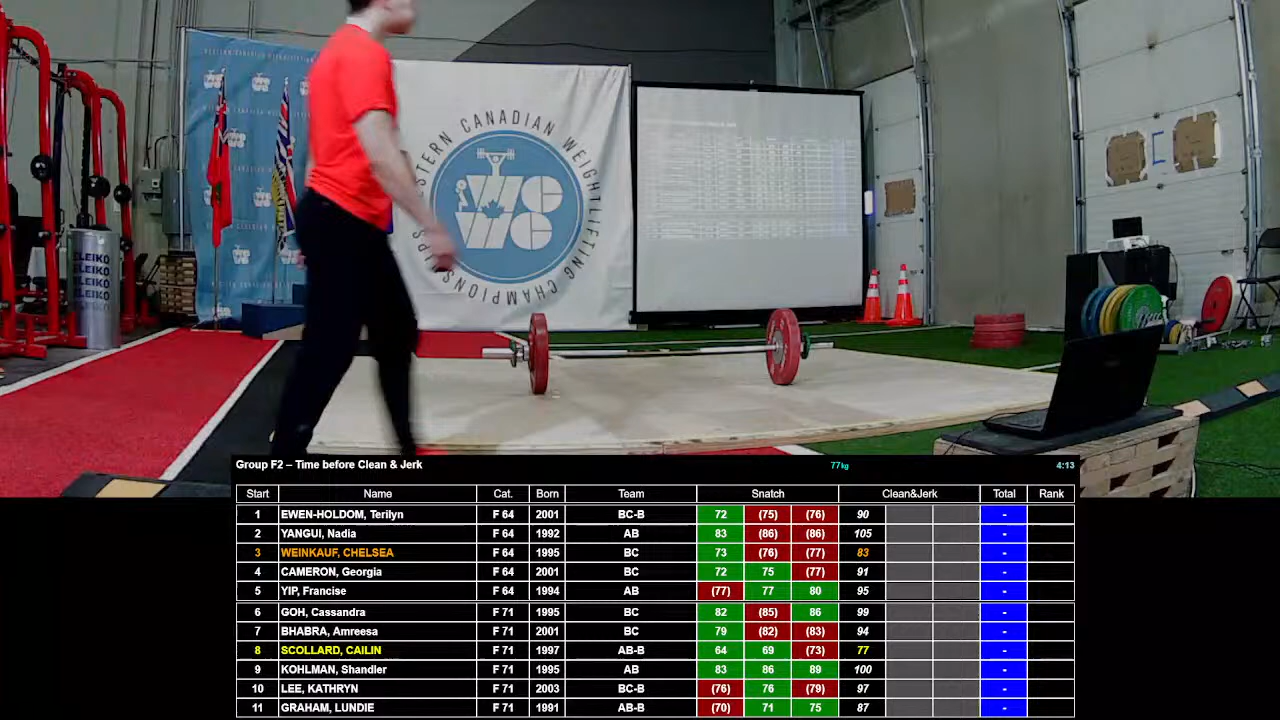 WESTERN CANADIAN WEIGHTLIFTING CHAMPIONSHIPS
WC
WC
ELEIKO
ELEIKO
ELEIKO
ELEIKO
C
Group F2 – Time before Clean & Jerk 77kg 4:13
Start Name Cat. Born Team Snatch Clean&Jerk Total Rank
1 EWEN-HOLDOM, Terilyn F 64 2001 BC-B 72 (75) (76) 90 -
2 YANGUI, Nadia F 64 1992 AB 83 (86) (86) 105 -
3 WEINKAUF, CHELSEA F 64 1995 BC 73 (76) (77) 83 -
4 CAMERON, Georgia F 64 2001 BC 72 75 (77) 91 -
5 YIP, Francise F 64 1994 AB (77) 77 80 95 -
6 GOH, Cassandra F 71 1995 BC 82 (85) 86 99 -
7 BHABRA, Amreesa F 71 2001 BC 79 (82) (83) 94 -
8 SCOLLARD, CAILIN F 71 1997 AB-B 64 69 (73) 77 -
9 KOHLMAN, Shandler F 71 1995 AB 83 86 89 100 -
10 LEE, KATHRYN F 71 2003 BC-B (76) 76 (79) 97 -
11 GRAHAM, LUNDIE F 71 1991 AB-B (70) 71 75 87 -